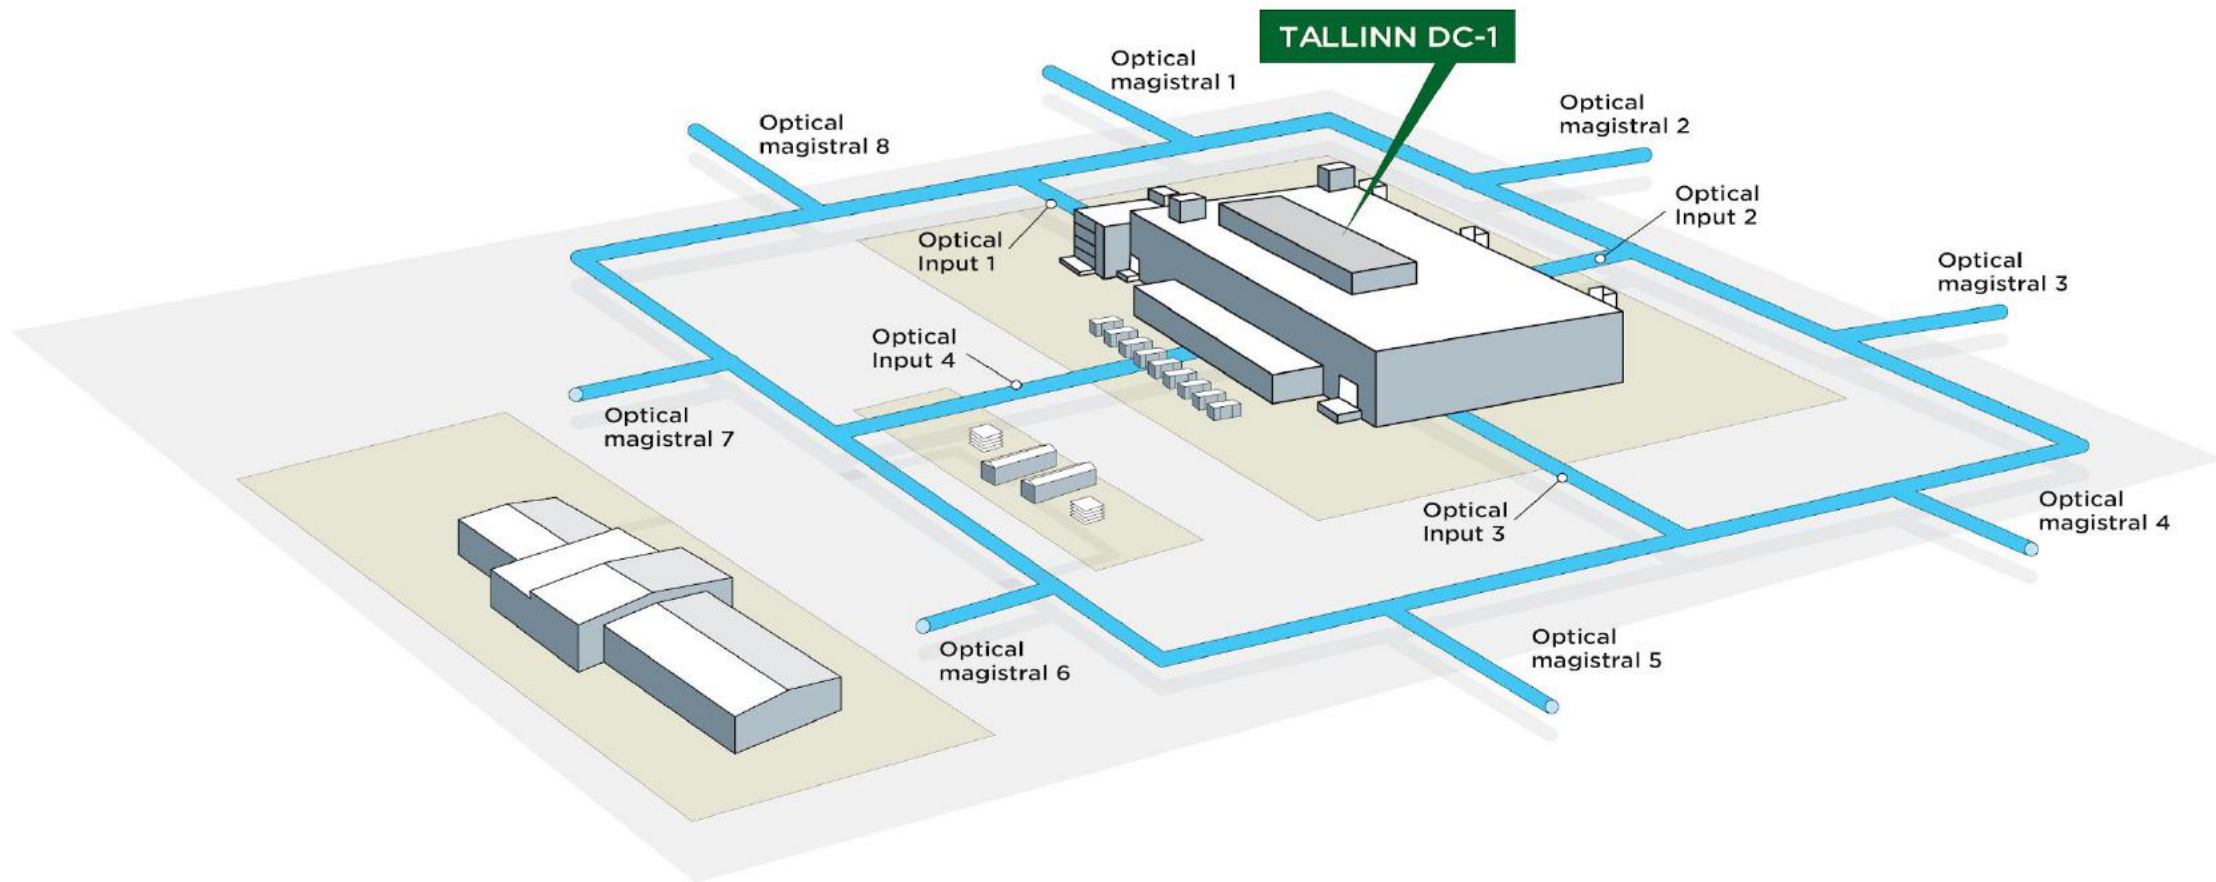 TALLINN DC-1
Optical
magistral 1
Optical
magistral 2
Optical
magistral 8
Optical
Input 2
Optical
Input 1
Optical
magistral 3
Optical
Input 4
Optical
magistral 7
Optical
Input 3
Optical
magistral 4
Optical
magistral 5
Optical
magistral 6